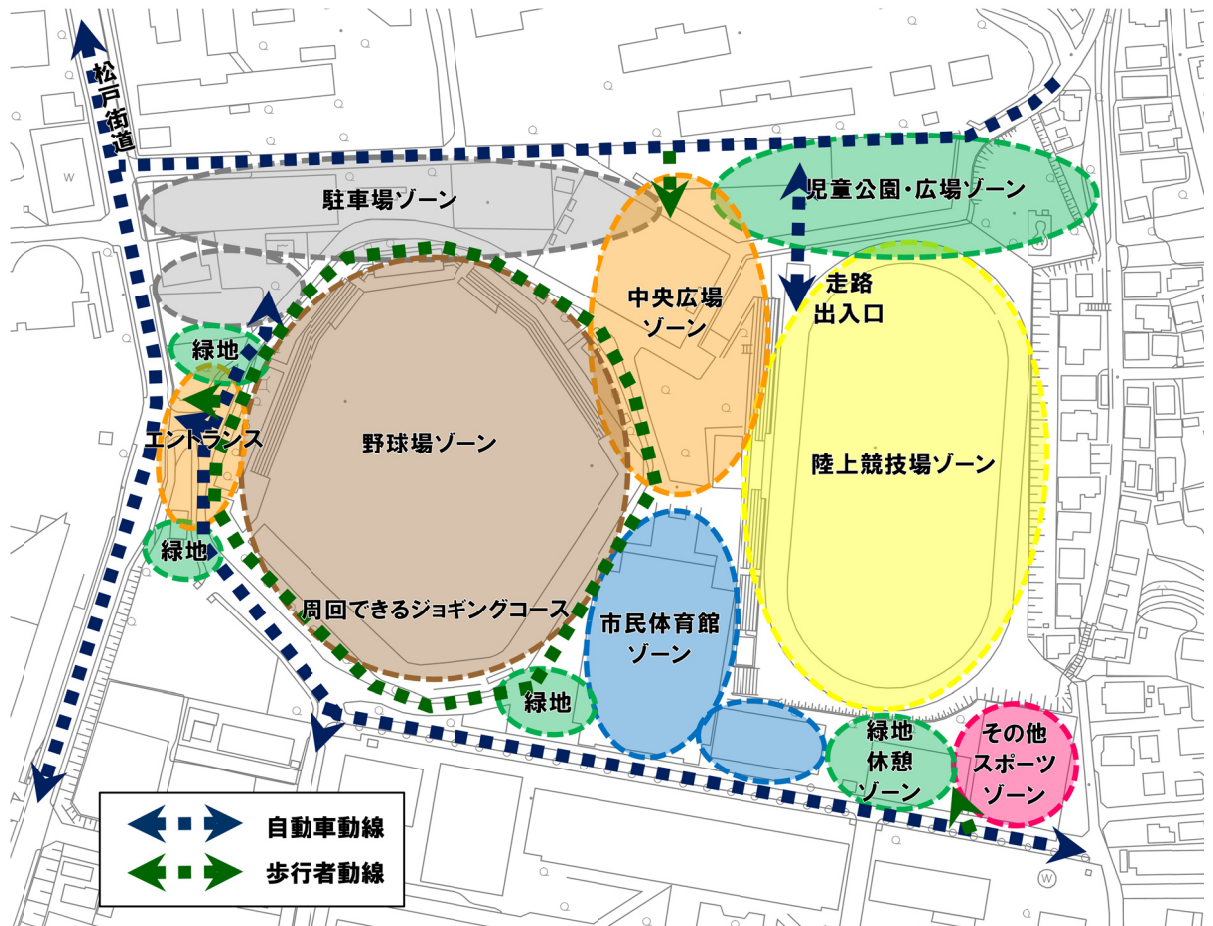 松戸街道
駐車場ゾーン
児童公園・広場ゾーン
中央広場
ゾーン
走路
出入口
緑地
エントランス
野球場ゾーン
陸上競技場ゾーン
緑地
周回できるジョギングコース
市民体育館
ゾーン
緑地
緑地
休憩
ゾーン
その他
スポーツ
ゾーン
自動車動線
歩行者動線
W
W